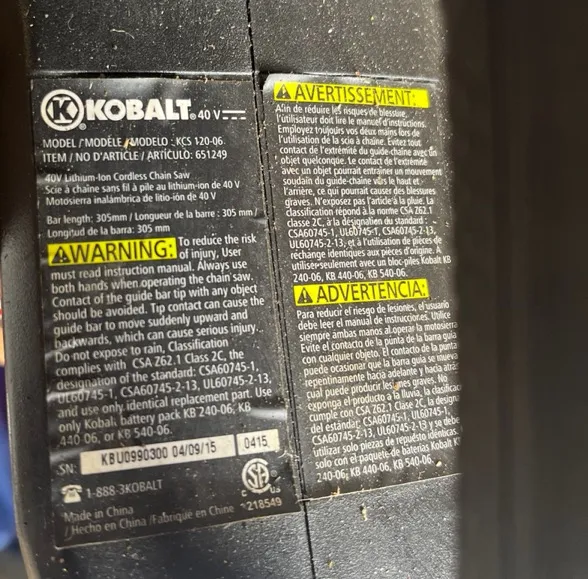 KOBALT 40 V
MODEL / MODÈLE / MODELO : KCS 120-06
ITEM / NO D'ARTICLE / ARTÍCULO: 651249
40V Lithium-Ion Cordless Chain Saw
Scie à chaîne sans fil à pile au lithium-ion de 40 V
Motosierra inalámbrica de litio-ión de 40 V
Bar length: 305mm / Longueur de la barre : 305 mm /
Longitud de la barra: 305 mm
WARNING: To reduce the risk
of injury, User
must read instruction manual. Always use
both hands when operating the chain saw.
Contact of the guide bar tip with any object
should be avoided. Tip contact can cause the
guide bar to move suddenly upward and
backwards, which can cause serious injury.
Do not expose to rain, Classification
complies with CSA Z62.1 Class 2C, the
designation of the standard: CSA60745-1,
UL60745-1, CSA60745-2-13, UL60745-2-13,
and use only identical replacement part. Use
only Kobalt battery pack KB 240-06, KB
440-06, or KB 540-06.
SN: KBU0990300 04/09/15 0415
1-888-3KOBALT
Made in China
/ Hecho en China /Fabriqué en Chine
1218549
AVERTISSEMENT:
Afin de réduire les risques de blessure,
l'utilisateur doit lire le manuel d'instructions.
Employez toujours vos deux mains lors de
l'utilisation de la scie à chaîne. Évitez tout
contact de l'extrémité du guide-chaîne avec un
objet quelconque. Le contact de l'extrémité
avec un objet pourrait entraîner un mouvement
soudain du guide-chaîne vers le haut et
l'arrière, ce qui pourrait causer des blessures
graves. N'exposez pas l'article à la pluie. La
classification répond à la norme CSA Z62.1
classe 2C, à la désignation du standard :
CSA60745-1, UL60745-1, CSA60745-2-13,
UL60745-2-13, et à l'utilisation de pièces de
rechange identiques aux pièces d'origine. À
utiliser seulement avec un bloc-piles Kobalt KB
240-06, KB 440-06, KB 540-06.
ADVERTENCIA:
Para reducir el riesgo de lesiones, el usuario
debe leer el manual de instrucciones. Utilice
siempre ambas manos al operar la motosierra
Evite el contacto de la punta de la barra guía
con cualquier objeto. El contacto de la punta
puede ocasionar que la barra guía se mueva
repentinamente hacia adelante y hacia atrás
cual puede producir lesiones graves. No
exponga el producto a la lluvia, la clasificac
cumple con CSA Z62.1 Clase 2C, la design
del estándar: CSA60745-1, UL60745-1,
CSA60745-2-13, UL60745-2-13 y se debe
utilizar solo piezas de repuesto idénticas.
solo con el paquete de baterías Kobalt K
240-06, KB 440-06, KB 540-06.